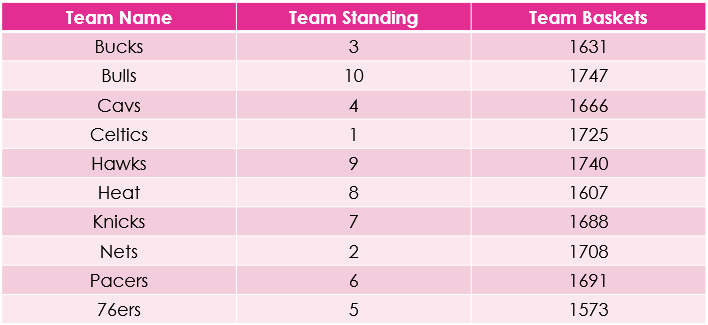 Team Name Team Standing Team Baskets
Bucks 3 1631
Bulls 10 1747
Cavs 4 1666
Celtics 1 1725
Hawks 9 1740
Heat 8 1607
Knicks 7 1688
Nets 2 1708
Pacers 6 1691
76ers 5 1573